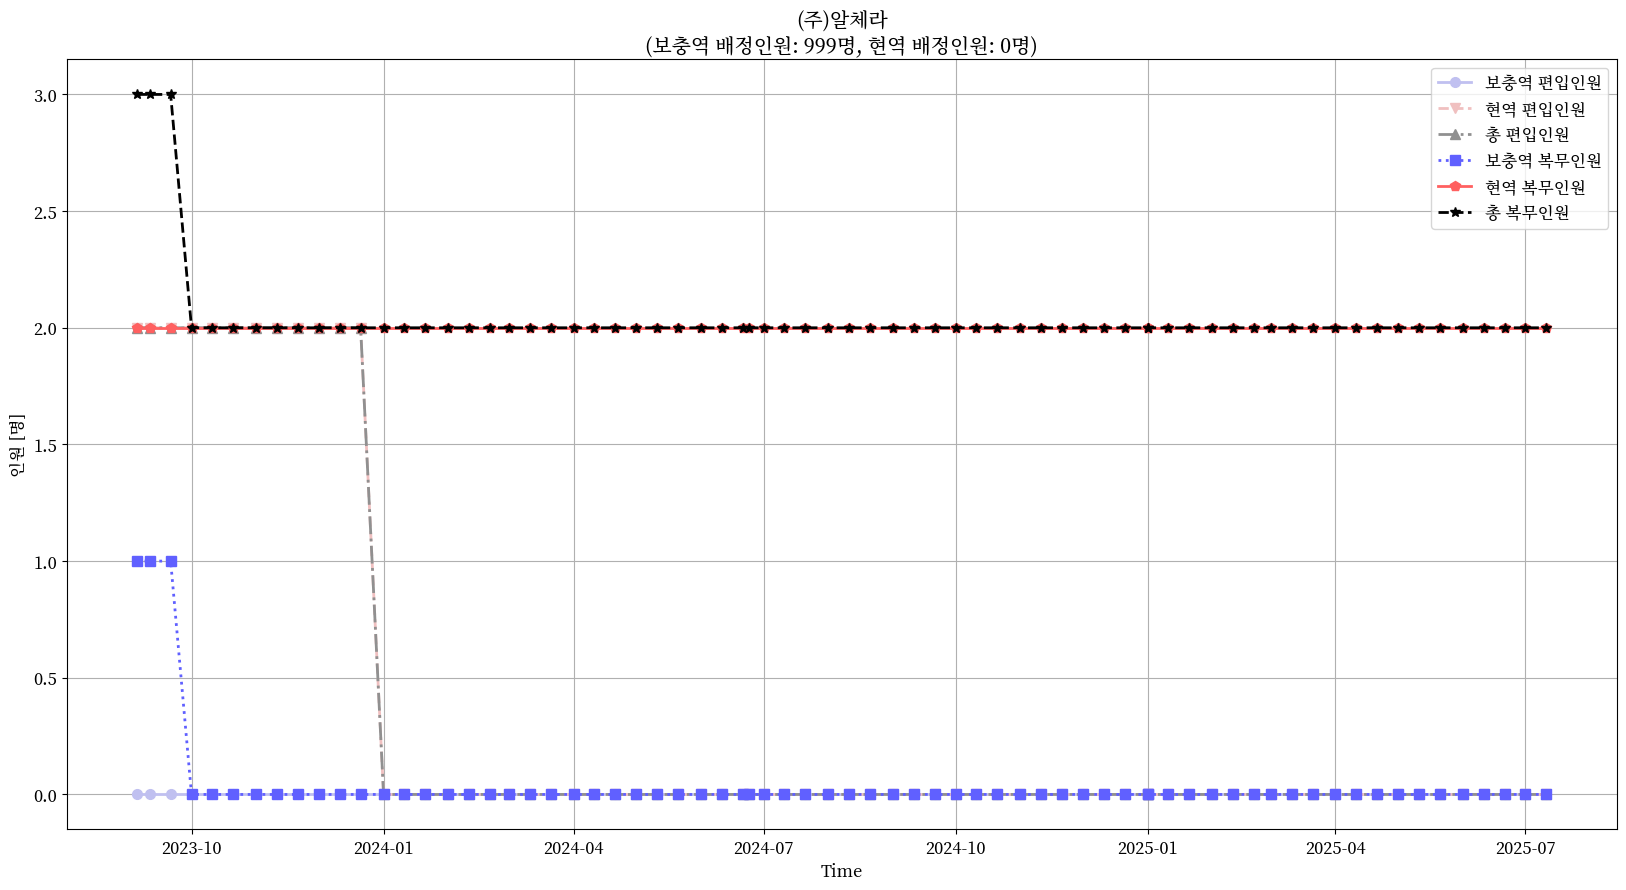 (주)알체라
(보충역 배정인원: 999명, 현역 배정인원: 0명)
보충역 편입인원
현역 편입인원
총 편입인원
보충역 복무인원
현역 복무인원
총 복무인원
인원 [명]
3.0
2.5
2.0
1.5
1.0
0.5
0.0
2023-10
2024-01
2024-04
2024-07
2024-10
2025-01
2025-04
2025-07
Time